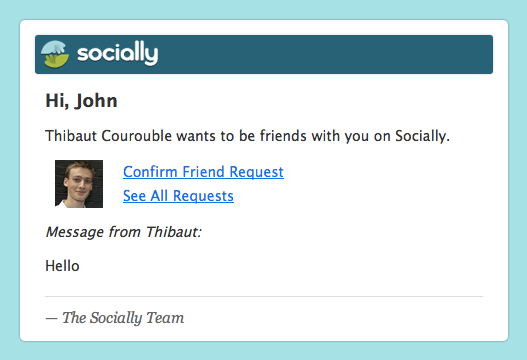 socially
Hi, John
Thibaut Courouble wants to be friends with you on Socially.
Confirm Friend Request
See All Requests
Message from Thibaut:
Hello
— The Socially Team